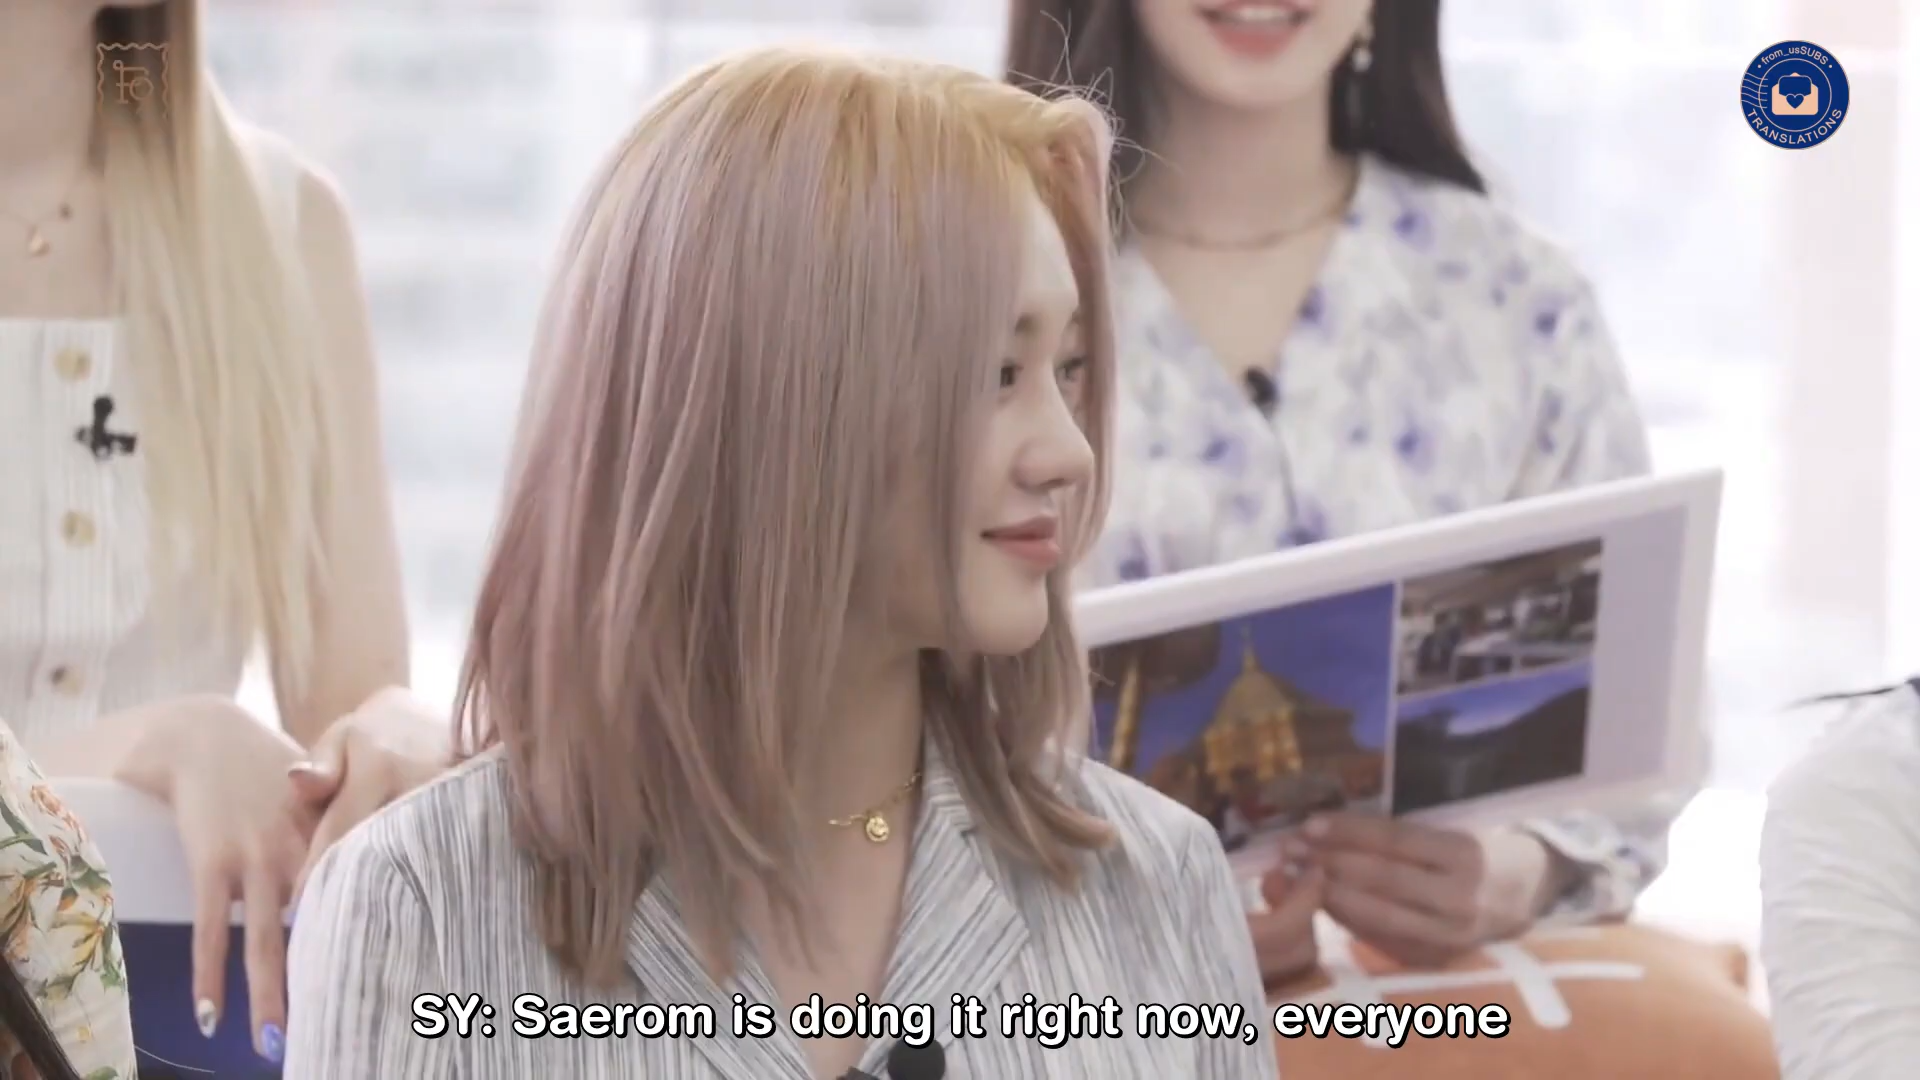 from_usSUBS
TRANSLATIONS
SY: Saerom is doing it right now, everyone